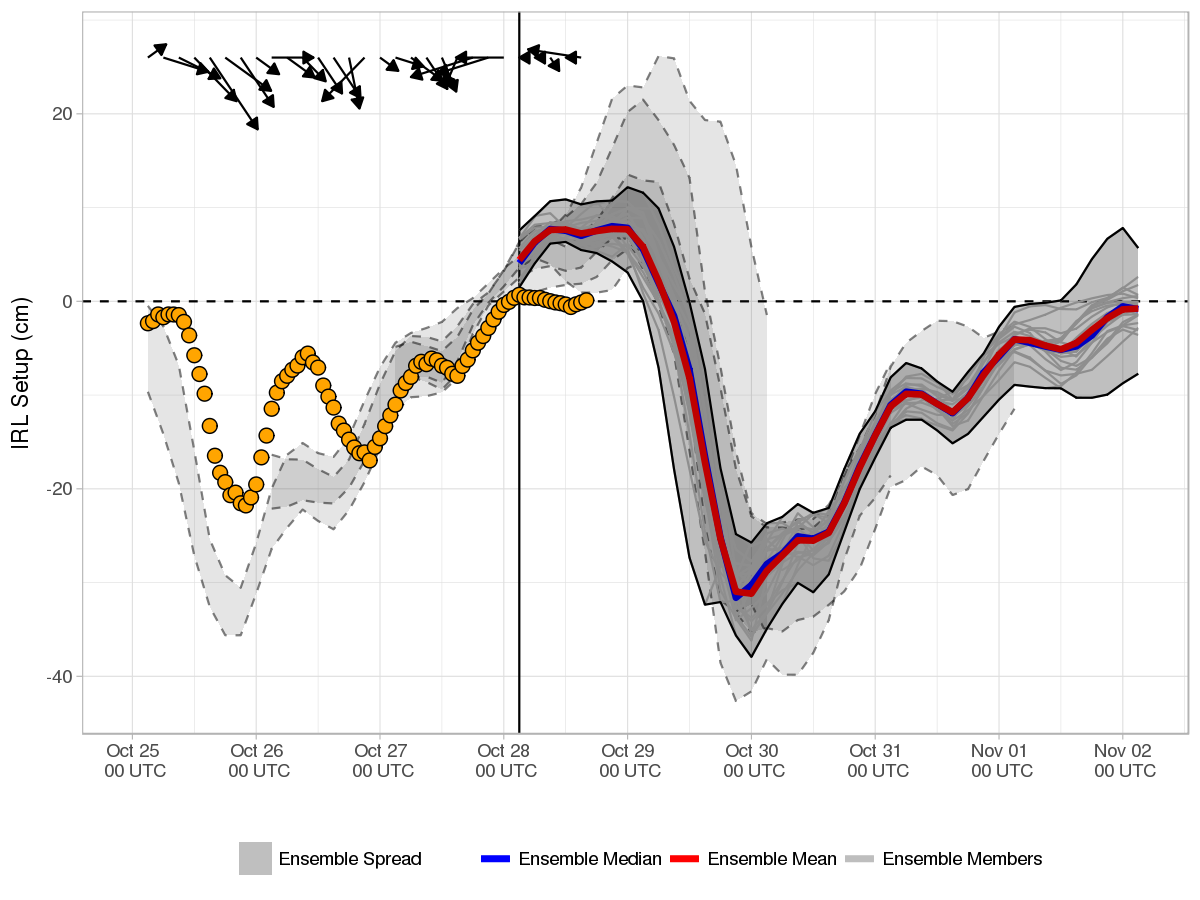 IRL Setup (cm)
20
0
-20
-40
Oct 25 Oct 26 Oct 27 Oct 28 Oct 29 Oct 30 Oct 31 Nov 01 Nov 02
00 UTC 00 UTC 00 UTC 00 UTC 00 UTC 00 UTC 00 UTC 00 UTC 00 UTC
Ensemble Spread Ensemble Median Ensemble Mean Ensemble Members